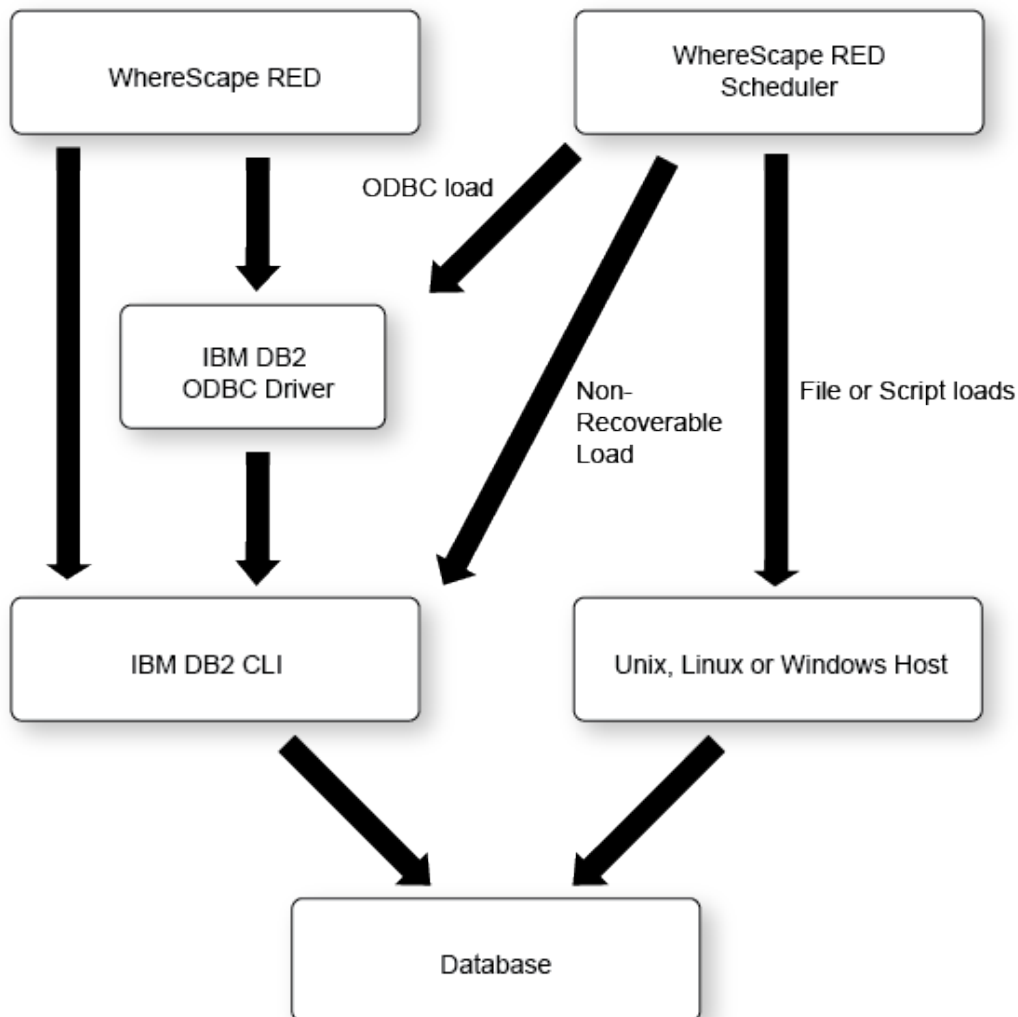 WhereScape RED
WhereScape RED
Scheduler
ODBC load
IBM DB2
ODBC Driver
Non-
Recoverable
Load
File or Script loads
IBM DB2 CLI
Unix, Linux or Windows Host
Database